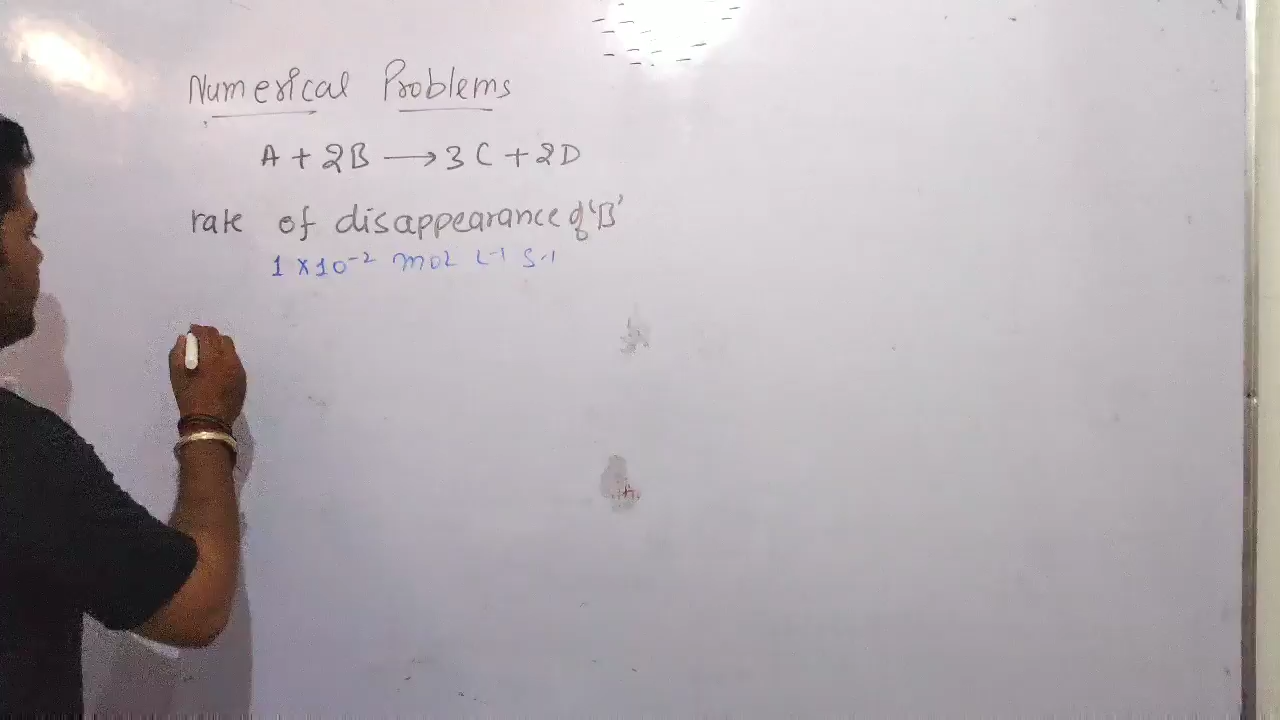 Numerical Problems
A + 2B ⟶ 3C + 2D
rate of disappearance of 'B'
1 × 10⁻² mol L⁻¹ S⁻¹